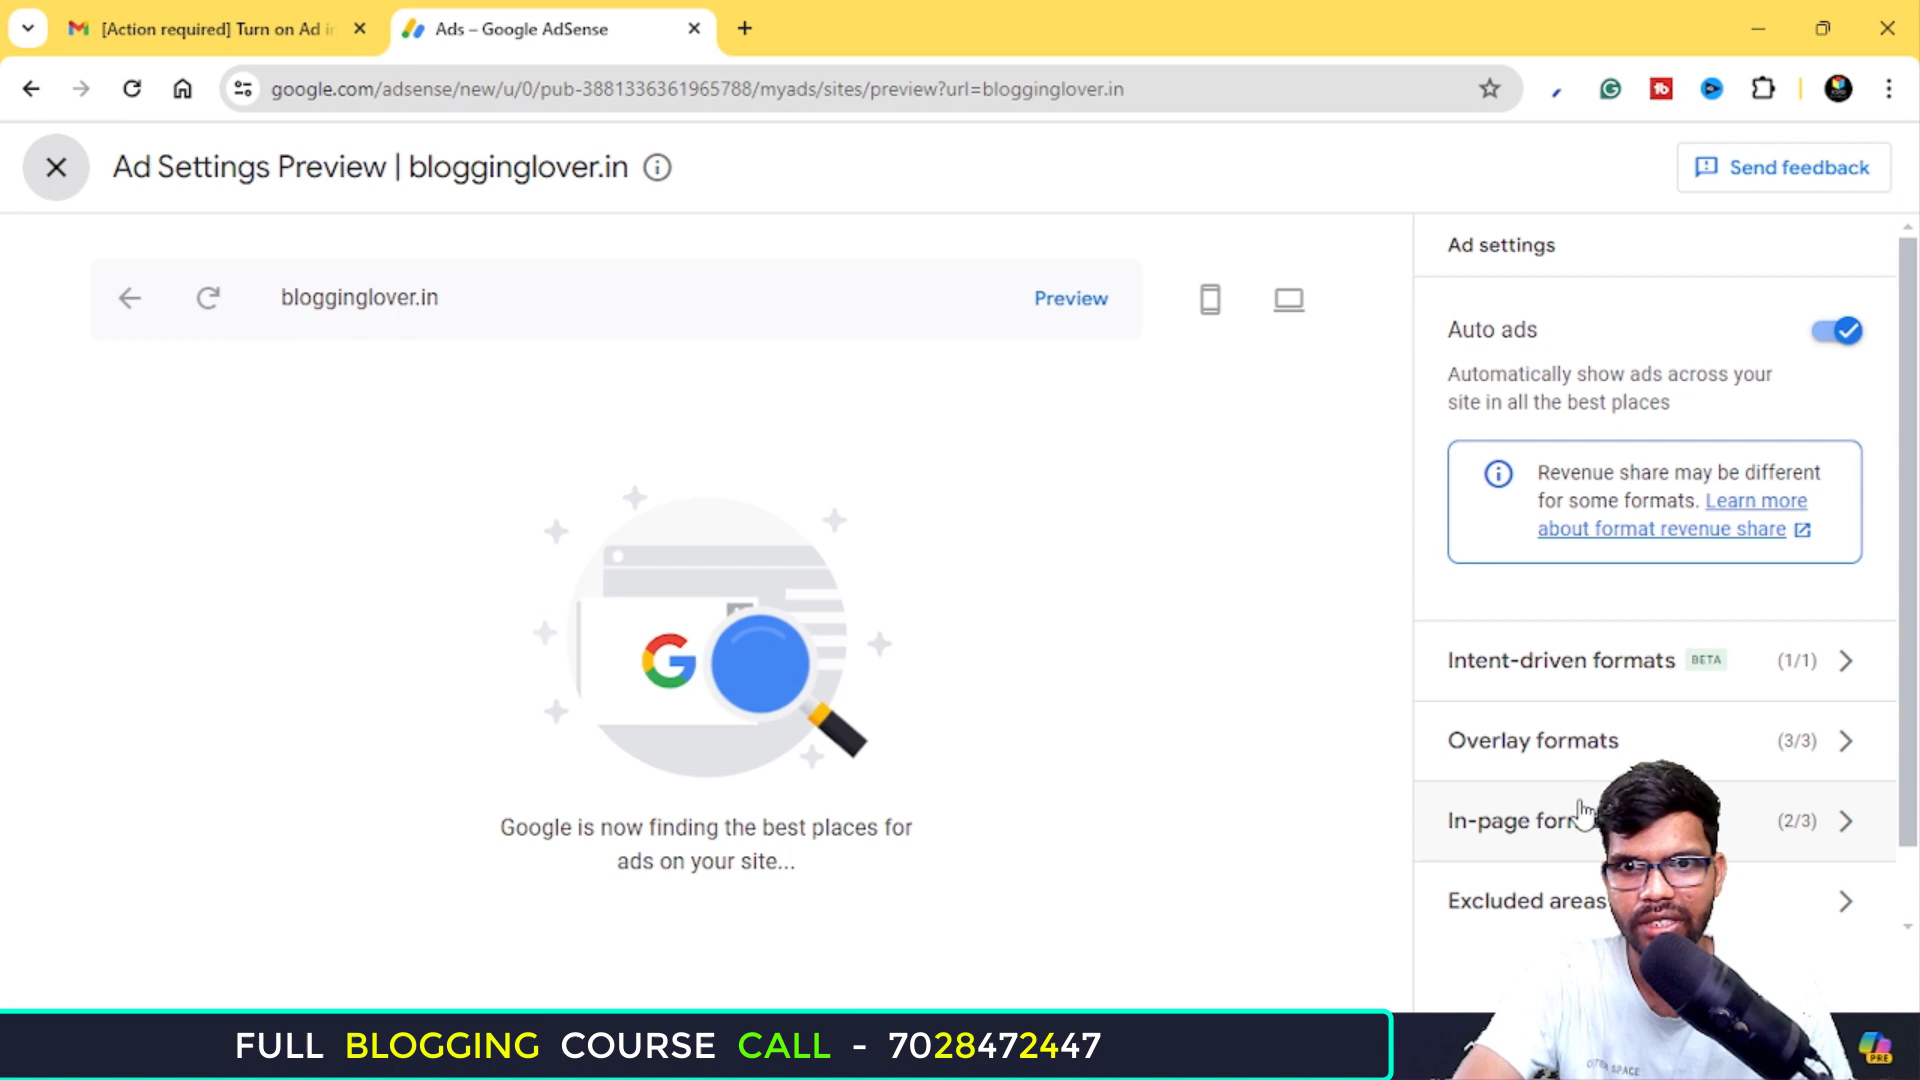 [Action required] Turn on Ad in
Ads – Google AdSense
google.com/adsense/new/u/0/pub-3881336361965788/myads/sites/preview?url=blogginglover.in
Ad Settings Preview | blogginglover.in
Send feedback
blogginglover.in
Preview
Google is now finding the best places for
ads on your site...
Ad settings
Auto ads
Automatically show ads across your
site in all the best places
Revenue share may be different
for some formats. Learn more
about format revenue share
Intent-driven formats BETA (1/1)
Overlay formats (3/3)
In-page for (2/3)
Excluded areas
FULL BLOGGING COURSE CALL - 7028472447
PRE